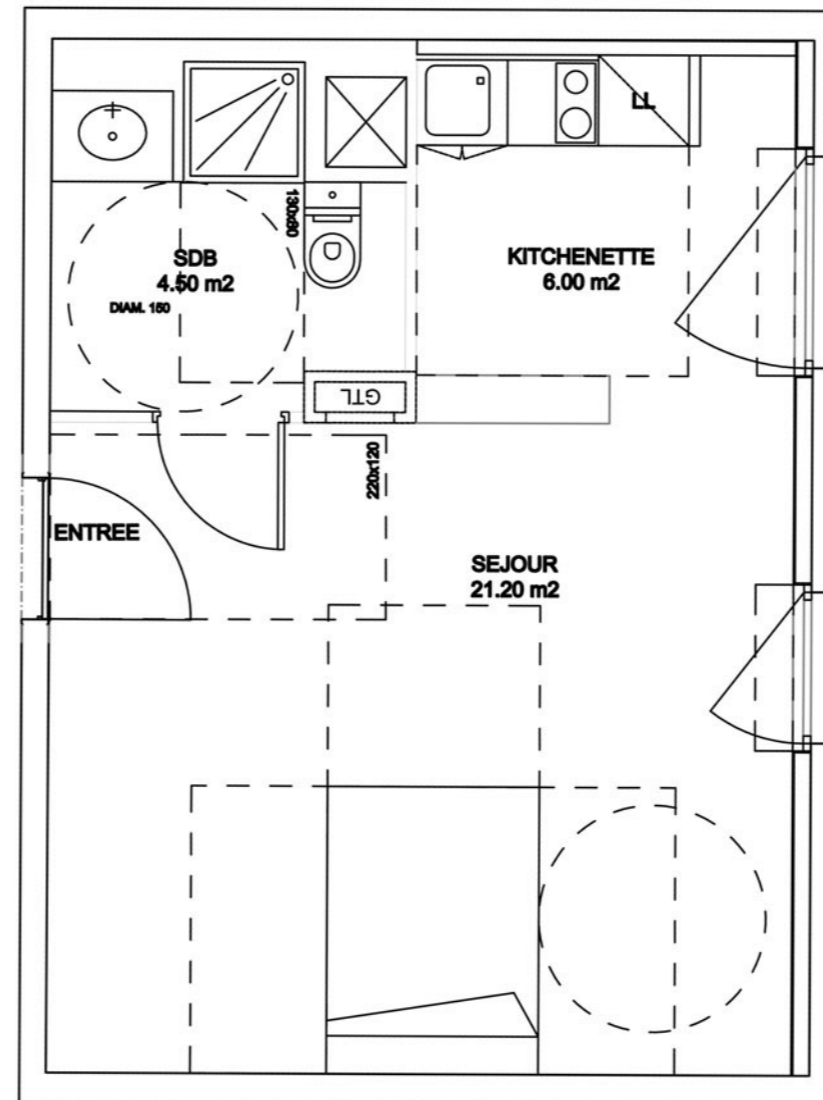 LL
130x80
SDB
4.50 m2
DIAM. 150
KITCHENETTE
6.00 m2
GTL
220x120
ENTREE
SEJOUR
21.20 m2